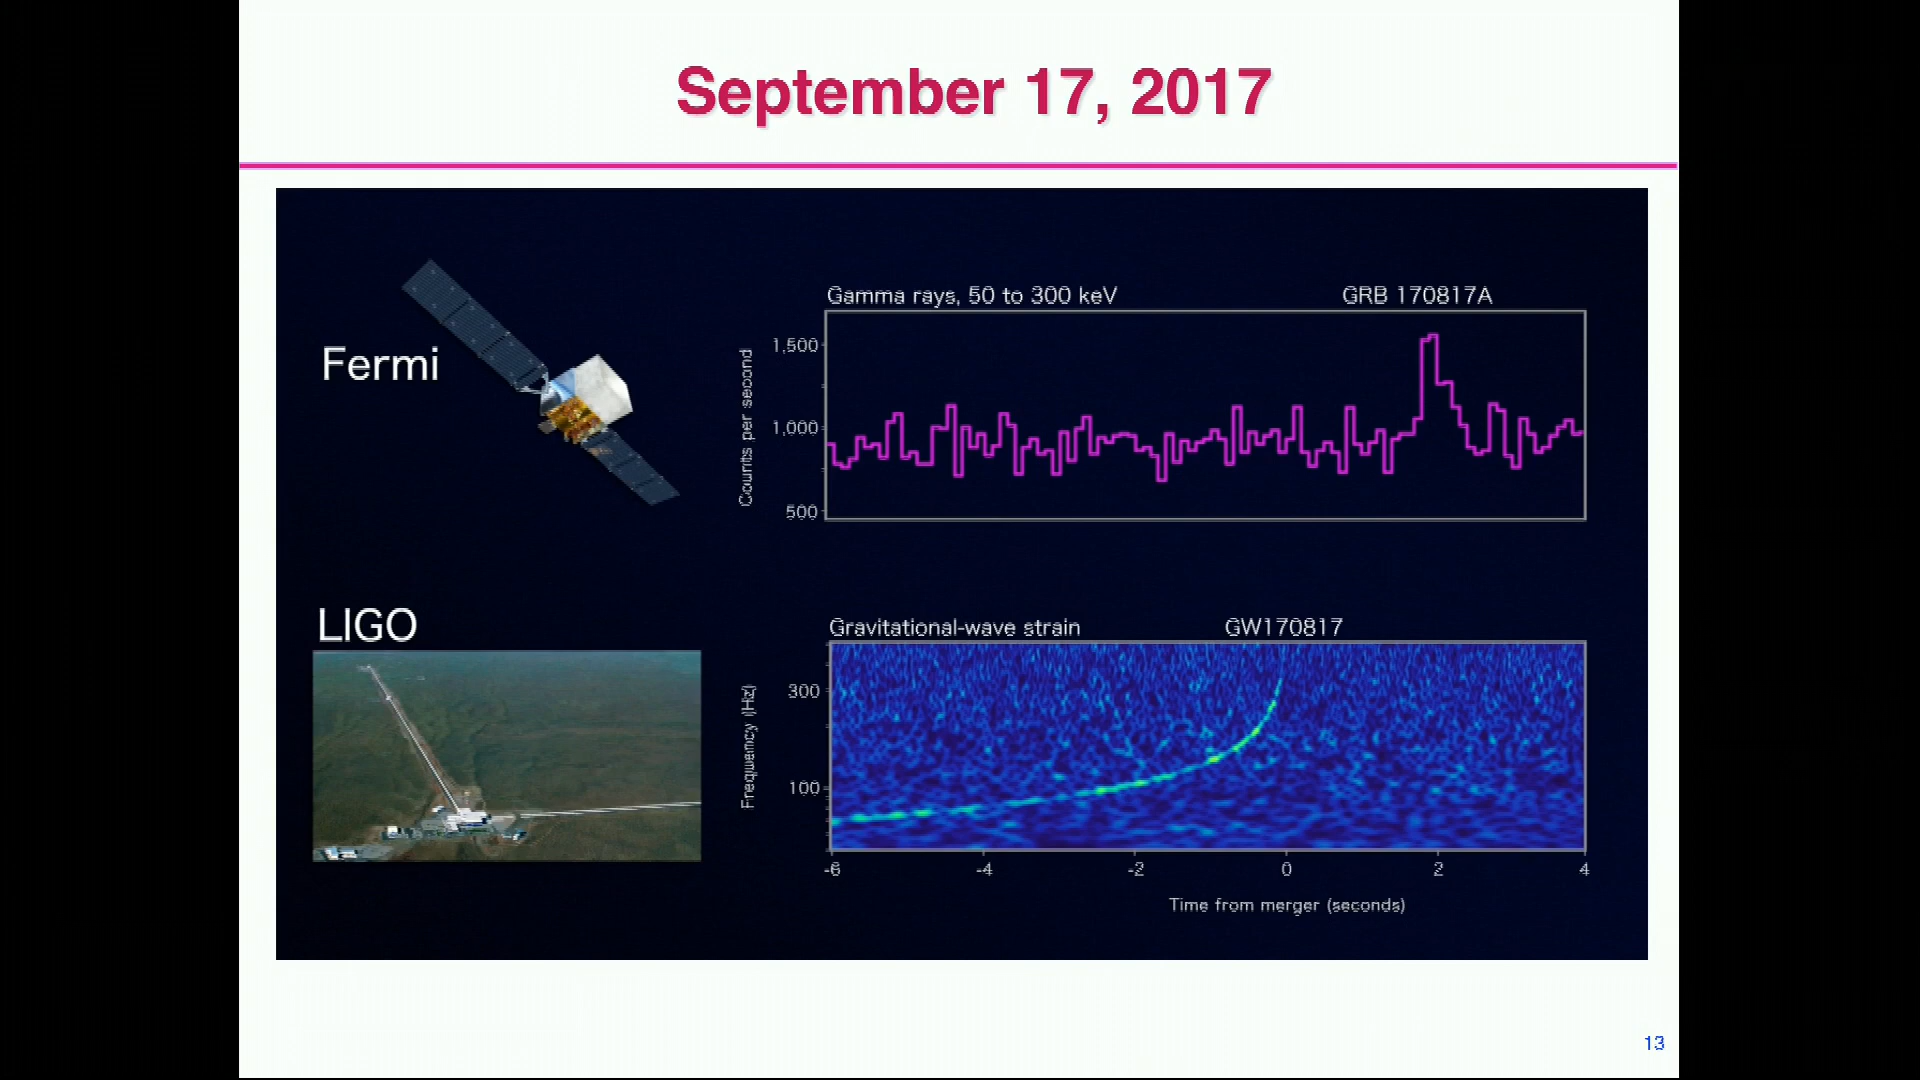 September 17, 2017
Fermi
Gamma rays, 50 to 300 keV
GRB 170817A
Counts per second
1,500
1,000
500
LIGO
Gravitational-wave strain
GW170817
Frequency (Hz)
300
100
-6 -4 -2 0 2 4
Time from merger (seconds)
13